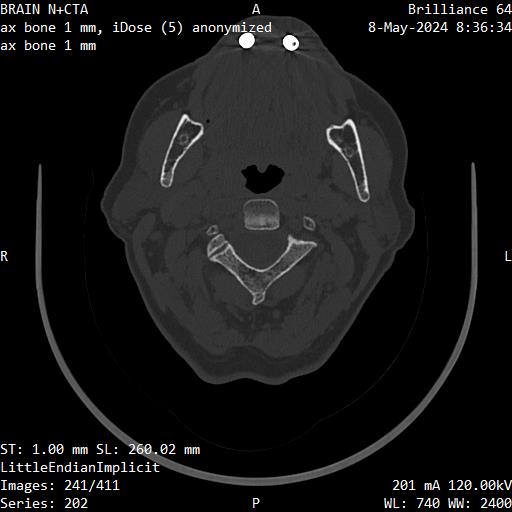 BRAIN N+CTA
A
Brilliance 64
ax bone 1 mm, iDose (5) anonymized
8-May-2024 8:36:34
ax bone 1 mm
R
L
ST: 1.00 mm SL: 260.02 mm
LittleEndianImplicit
Images: 241/411
201 mA 120.00kV
Series: 202
P
WL: 740 WW: 2400